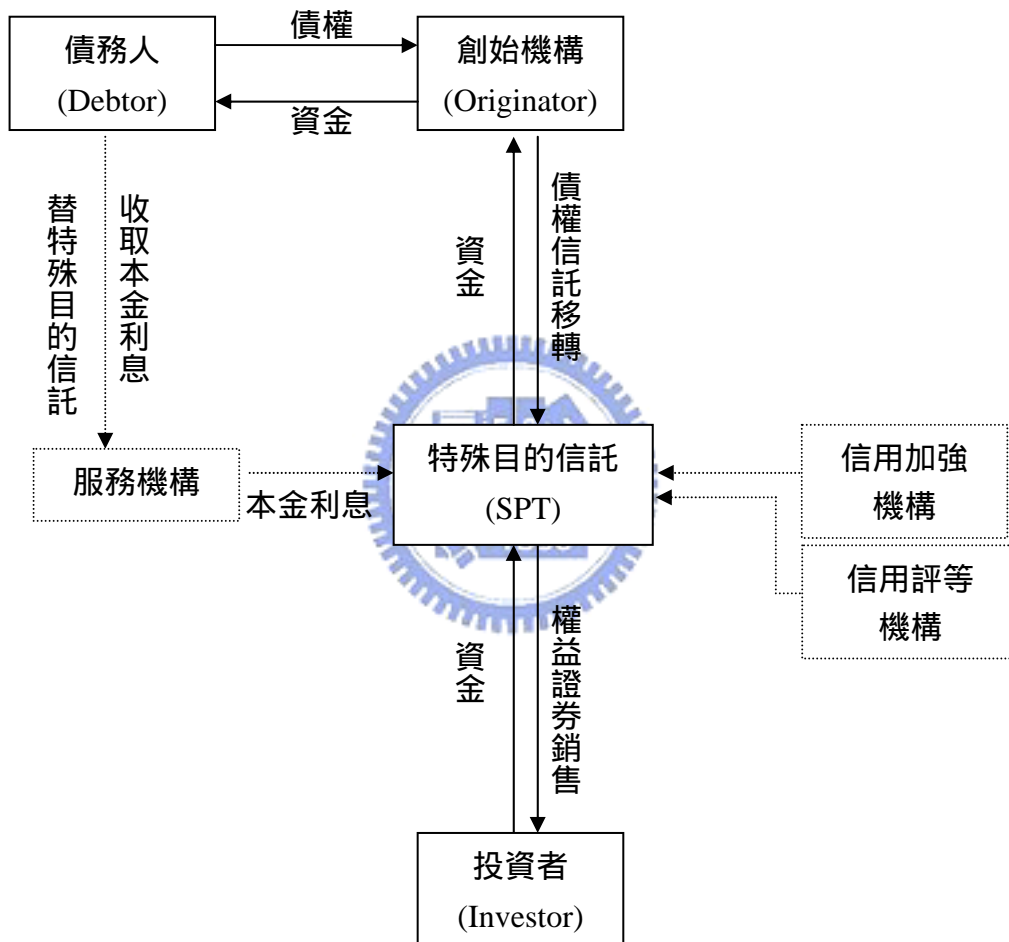 債權
債務人
(Debtor)
創始機構
(Originator)
資金
替特殊目的信託
收取本金利息
資金
債權信託移轉
服務機構
本金利息
特殊目的信託
(SPT)
信用加強
機構
信用評等
機構
資金
權益證券銷售
投資者
(Investor)